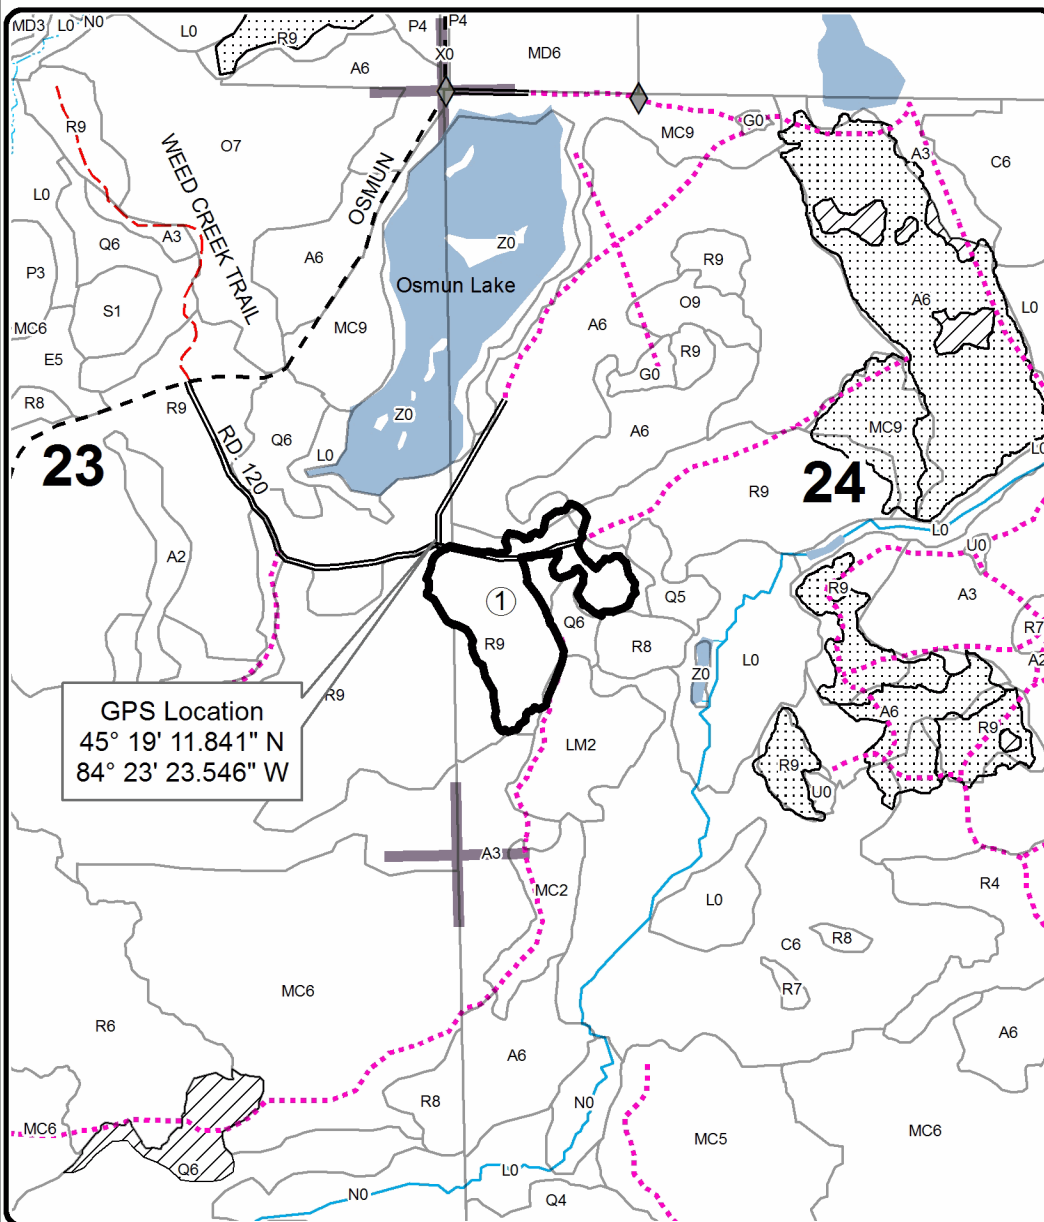 MD3
L0
N0
L0
R9
P4
P4
X0
MD6
A6
R9
O7
WEED CREEK TRAIL
OSMUN
MC9
G0
A3
C6
L0
Q6
A3
A6
Z0
R9
P3
S1
Osmun Lake
O9
A6
L0
MC6
MC9
A6
R9
E5
G0
R8
R9
Z0
A6
MC9
Q6
L0
L0
23
RD. 120
R9
24
L0
A2
U0
R9
A3
1
Q5
Q6
R7
R9
R8
L0
A2
Z0
R9
A6
R9
GPS Location
45° 19' 11.841" N
84° 23' 23.546" W
LM2
R9
U0
A3
MC2
R4
L0
C6
R8
MC6
R7
R6
A6
A6
R8
N0
MC6
MC5
MC6
Q6
L0
N0
Q4